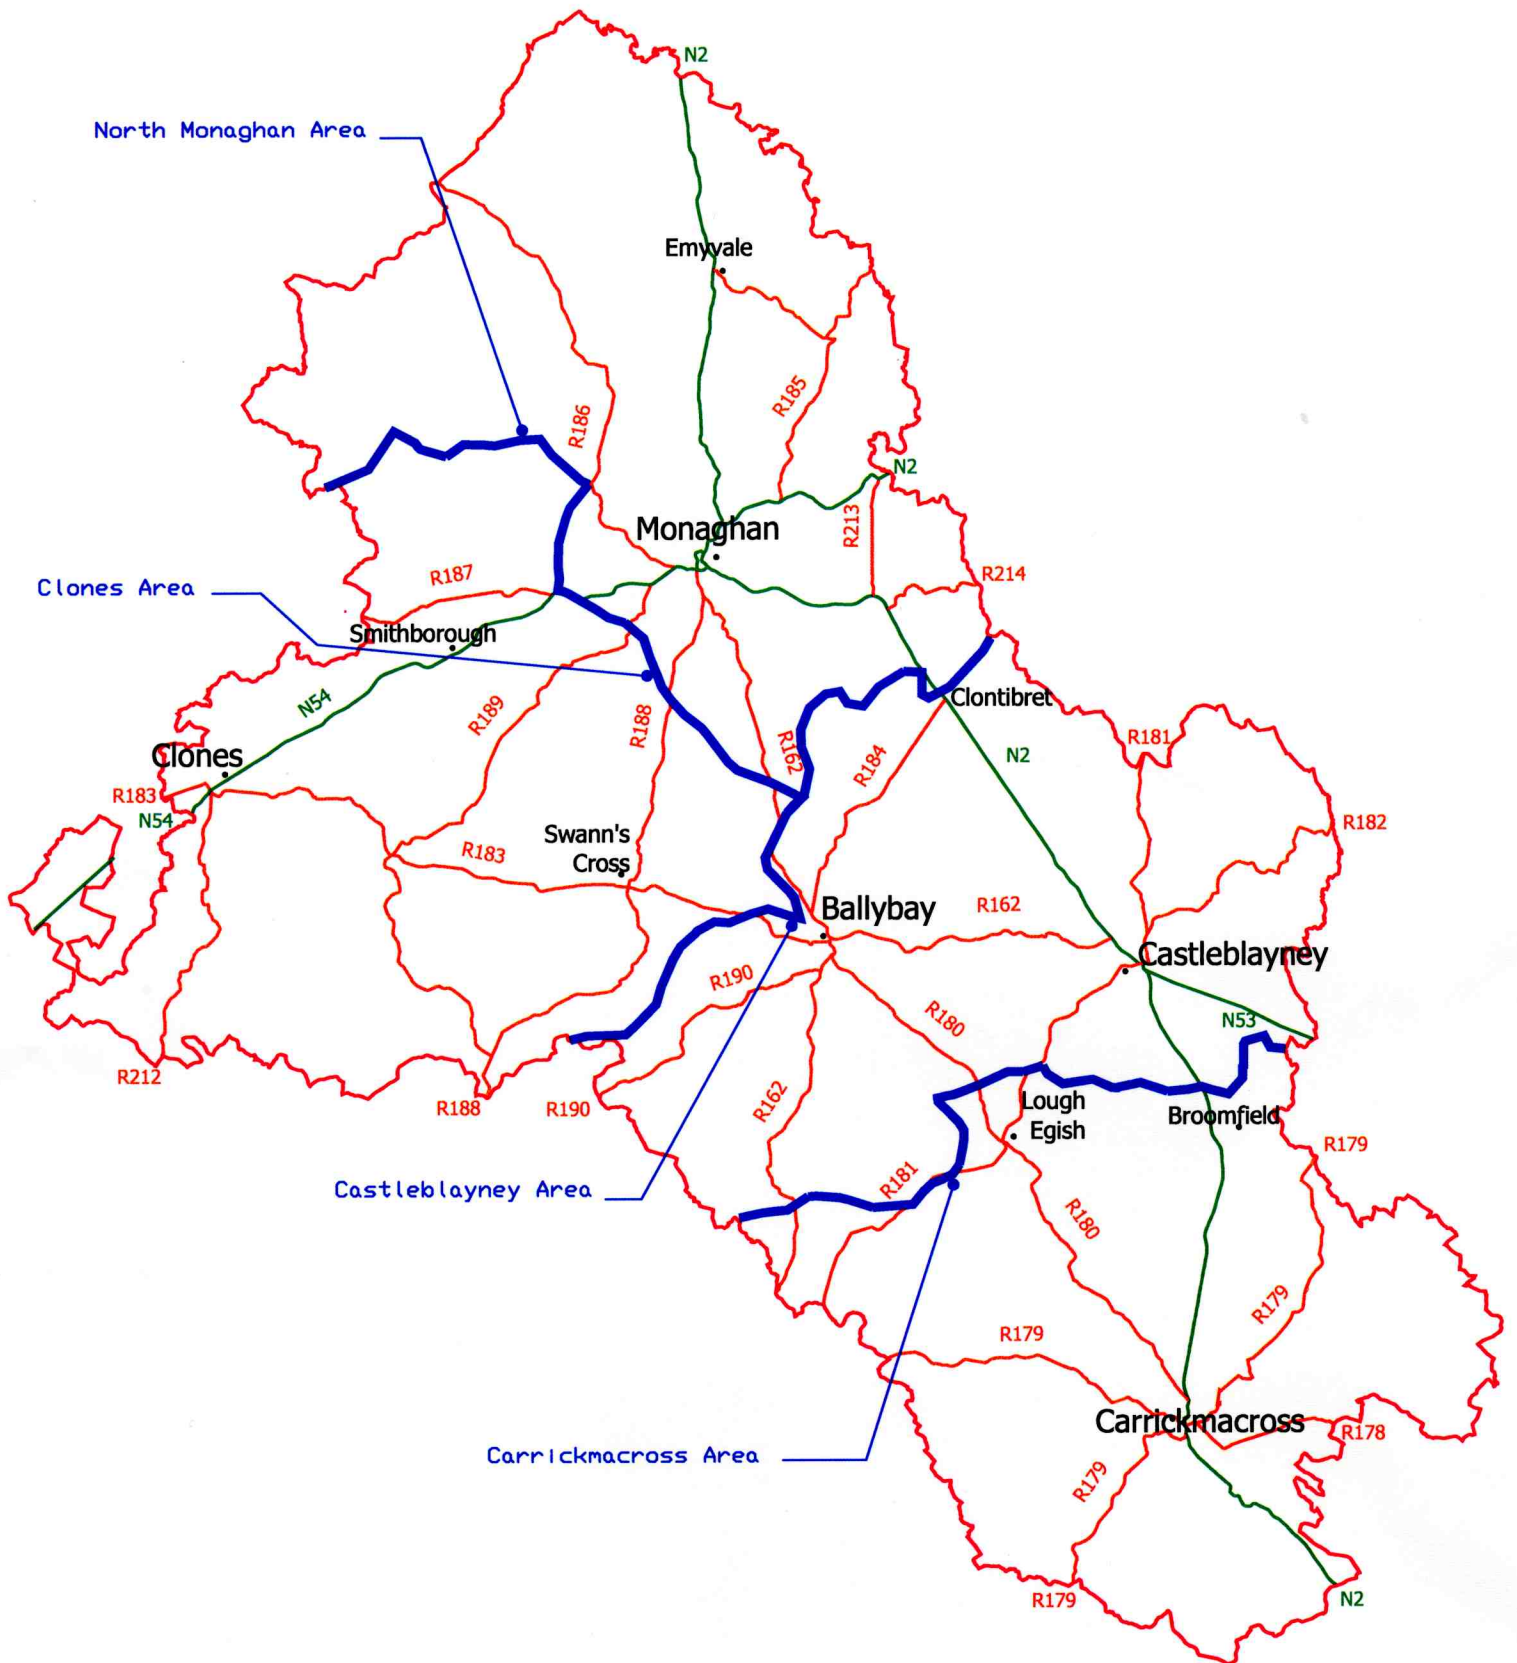 N2
North Monaghan Area
Emyvale
R185
R186
N2
Monaghan
R213
R187
R214
Clones Area
Smithborough
N54
R189
R188
Clontibret
R162
R184
N2
R181
Clones
R183
N54
R182
Swann's
Cross
R183
Ballybay
R162
Castleblayney
R190
R180
N53
R212
R188
R190
R162
Lough
Egish
Broomfield
R179
R181
Castleblayney Area
R180
R179
R179
Carrickmacross
R178
Carrickmacross Area
R179
R179
N2